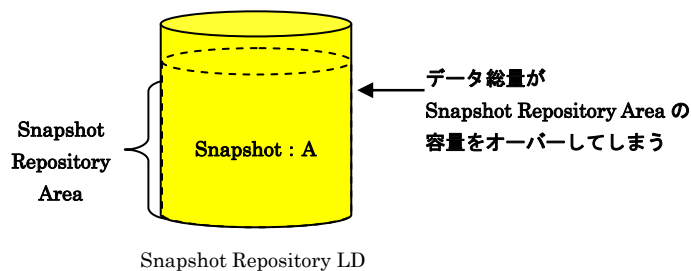 Snapshot
Repository
Area
Snapshot：A
データ総量が
Snapshot Repository Area の
容量をオーバーしてしまう
Snapshot Repository LD